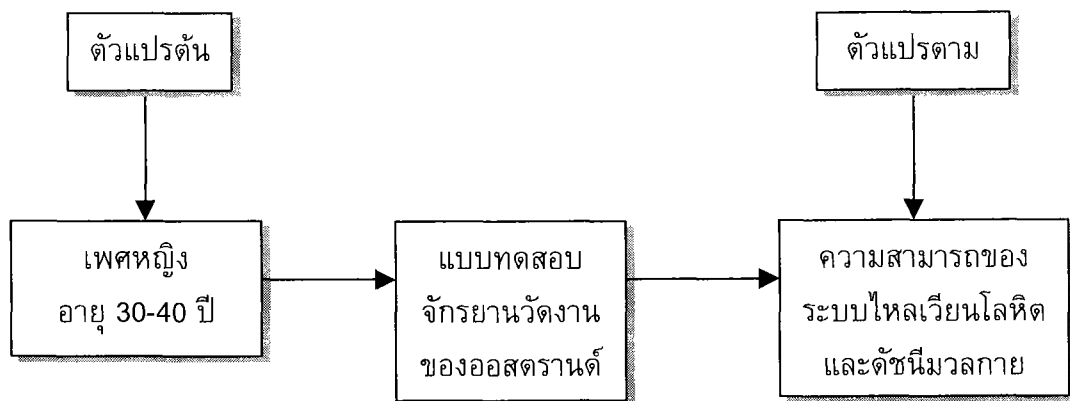 ตัวแปรต้น
ตัวแปรตาม
เพศหญิง
อายุ 30-40 ปี
แบบทดสอบ
จักรยานวัดงาน
ของออสตรานด์
ความสามารถของ
ระบบไหลเวียนโลหิต
และดัชนีมวลกาย